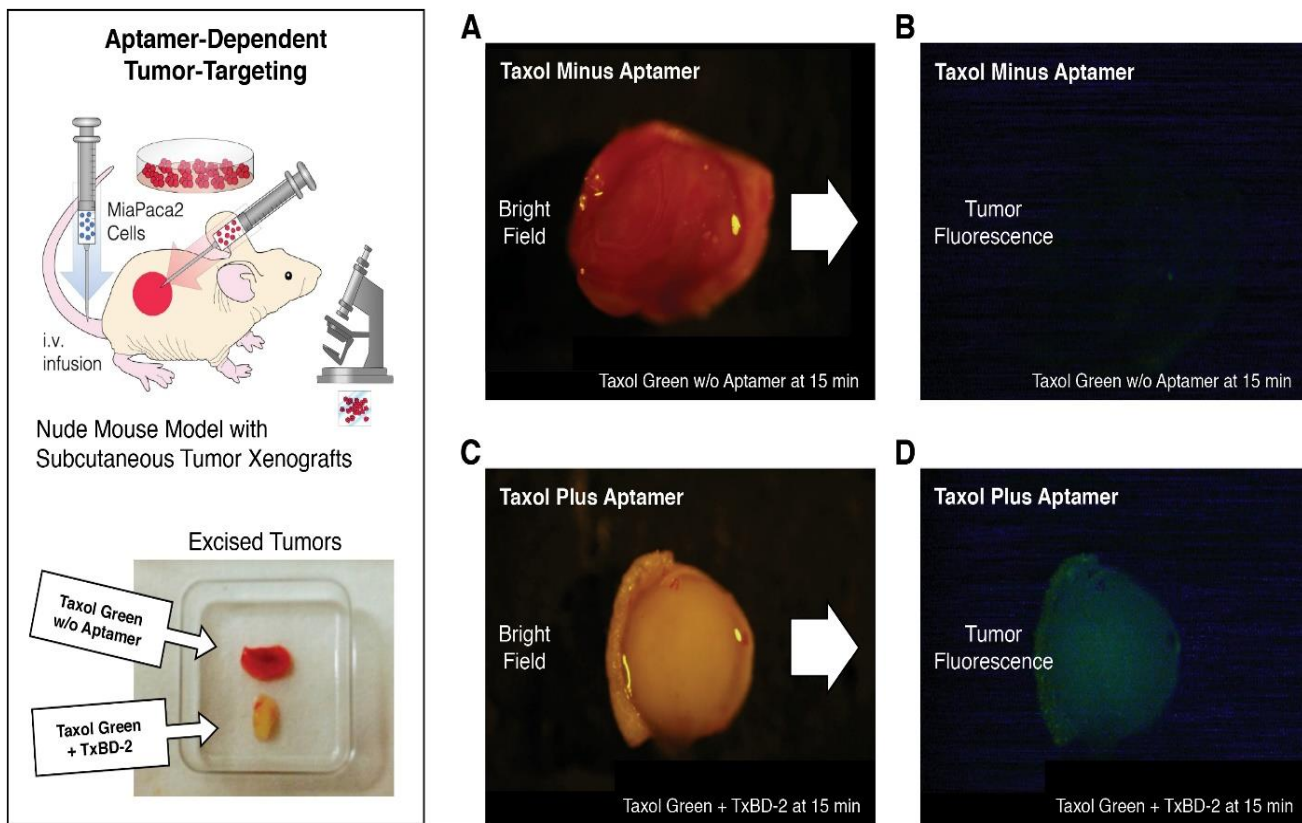 Aptamer-Dependent
Tumor-Targeting
MiaPaca2
Cells
i.v.
infusion
Nude Mouse Model with
Subcutaneous Tumor Xenografts
Excised Tumors
Taxol Green
w/o Aptamer
Taxol Green
+ TxBD-2
A
Taxol Minus Aptamer
Bright
Field
Taxol Green w/o Aptamer at 15 min
B
Taxol Minus Aptamer
Tumor
Fluorescence
Taxol Green w/o Aptamer at 15 min
C
Taxol Plus Aptamer
Bright
Field
Taxol Green + TxBD-2 at 15 min
D
Taxol Plus Aptamer
Tumor
Fluorescence
Taxol Green + TxBD-2 at 15 min